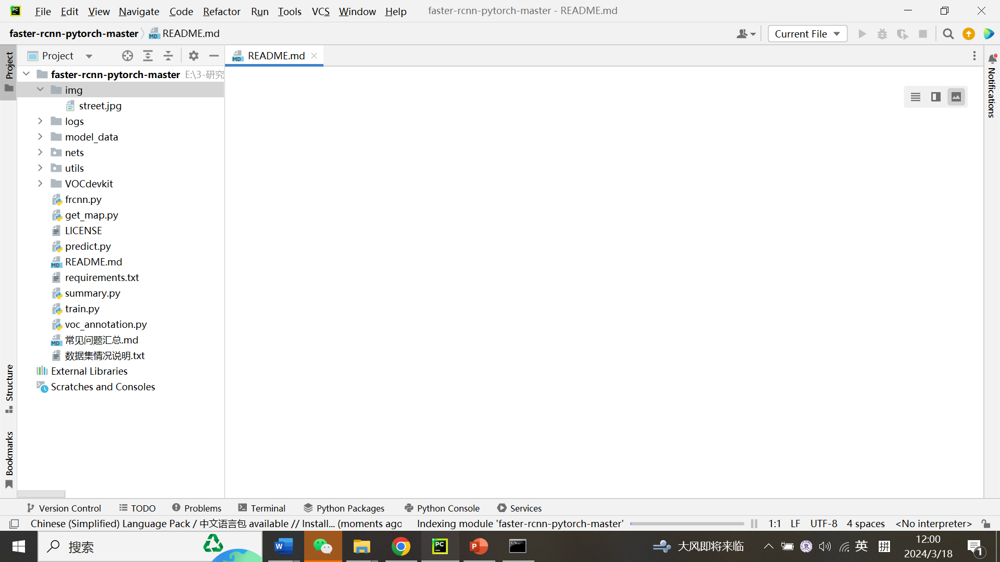 File Edit View Navigate Code Refactor Run Tools VCS Window Help faster-rcnn-pytorch-master - README.md
faster-rcnn-pytorch-master README.md Current File
Project README.md
Project
faster-rcnn-pytorch-master E:\3-研究
img
street.jpg
logs
model_data
nets
utils
VOCdevkit
frcnn.py
get_map.py
LICENSE
predict.py
README.md
requirements.txt
summary.py
train.py
voc_annotation.py
常见问题汇总.md
数据集情况说明.txt
External Libraries
Scratches and Consoles
Structure
Bookmarks
Notifications
Version Control TODO Problems Terminal Python Packages Python Console Services
Chinese (Simplified) Language Pack / 中文语言包 available // Install... (moments ago Indexing module 'faster-rcnn-pytorch-master' 1:1 LF UTF-8 4 spaces <No interpreter>
搜索 大风即将来临 英 拼 12:00
2024/3/18 1